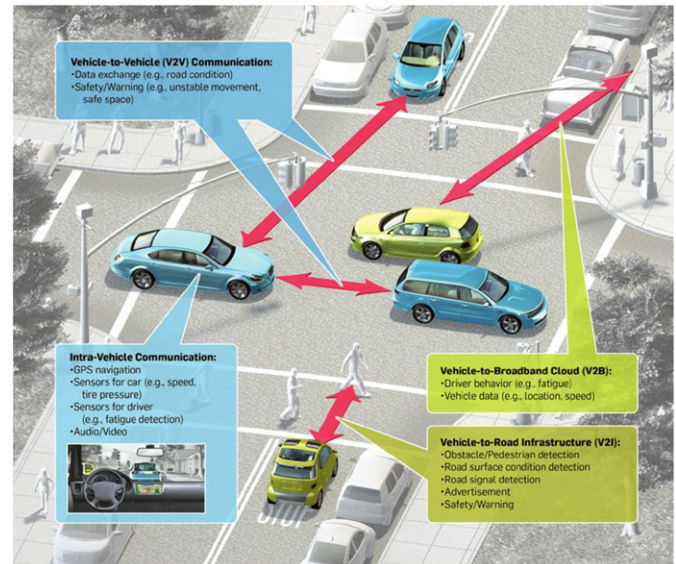 Vehicle-to-Vehicle (V2V) Communication:
•Data exchange (e.g., road condition)
•Safety/Warning (e.g., unstable movement,
safe space)
Intra-Vehicle Communication:
•GPS navigation
•Sensors for car (e.g., speed,
tire pressure)
•Sensors for driver
(e.g., fatigue detection)
•Audio/Video
Vehicle-to-Broadband Cloud (V2B):
•Driver behavior (e.g., fatigue)
•Vehicle data (e.g., location, speed)
Vehicle-to-Road Infrastructure (V2I):
•Obstacle/Pedestrian detection
•Road surface condition detection
•Road signal detection
•Advertisement
•Safety/Warning